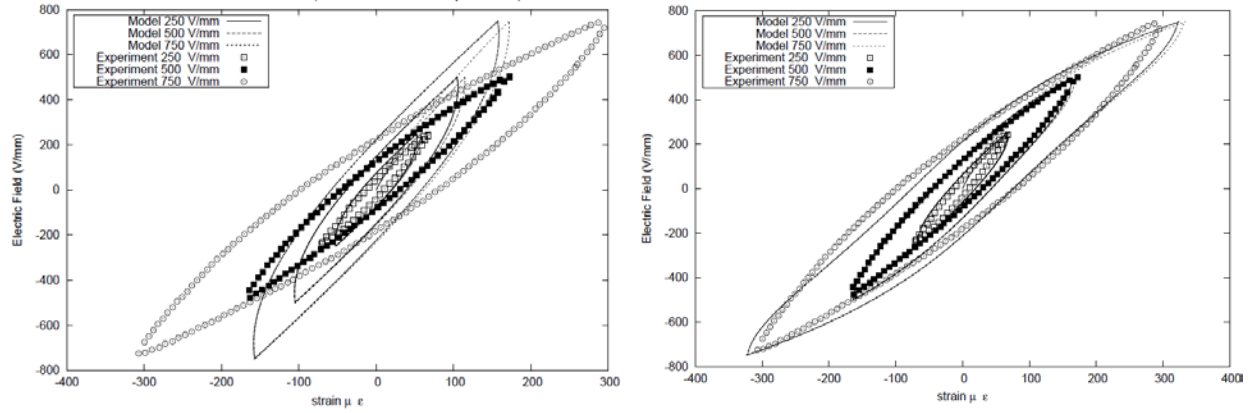 Model 250 V/mm
Model 500 V/mm
Model 750 V/mm
Experiment 250 V/mm
Experiment 500 V/mm
Experiment 750 V/mm
800
600
400
200
0
-200
-400
-600
-800
Electric Field (V/mm)
-400 -300 -200 -100 0 100 200 300
strain μ ε
Model 250 V/mm
Model 500 V/mm
Model 750 V/mm
Experiment 250 V/mm
Experiment 500 V/mm
Experiment 750 V/mm
800
600
400
200
0
-200
-400
-600
-800
Electric Field (V/mm)
-400 -300 -200 -100 0 100 200 300 400
strain μ ε